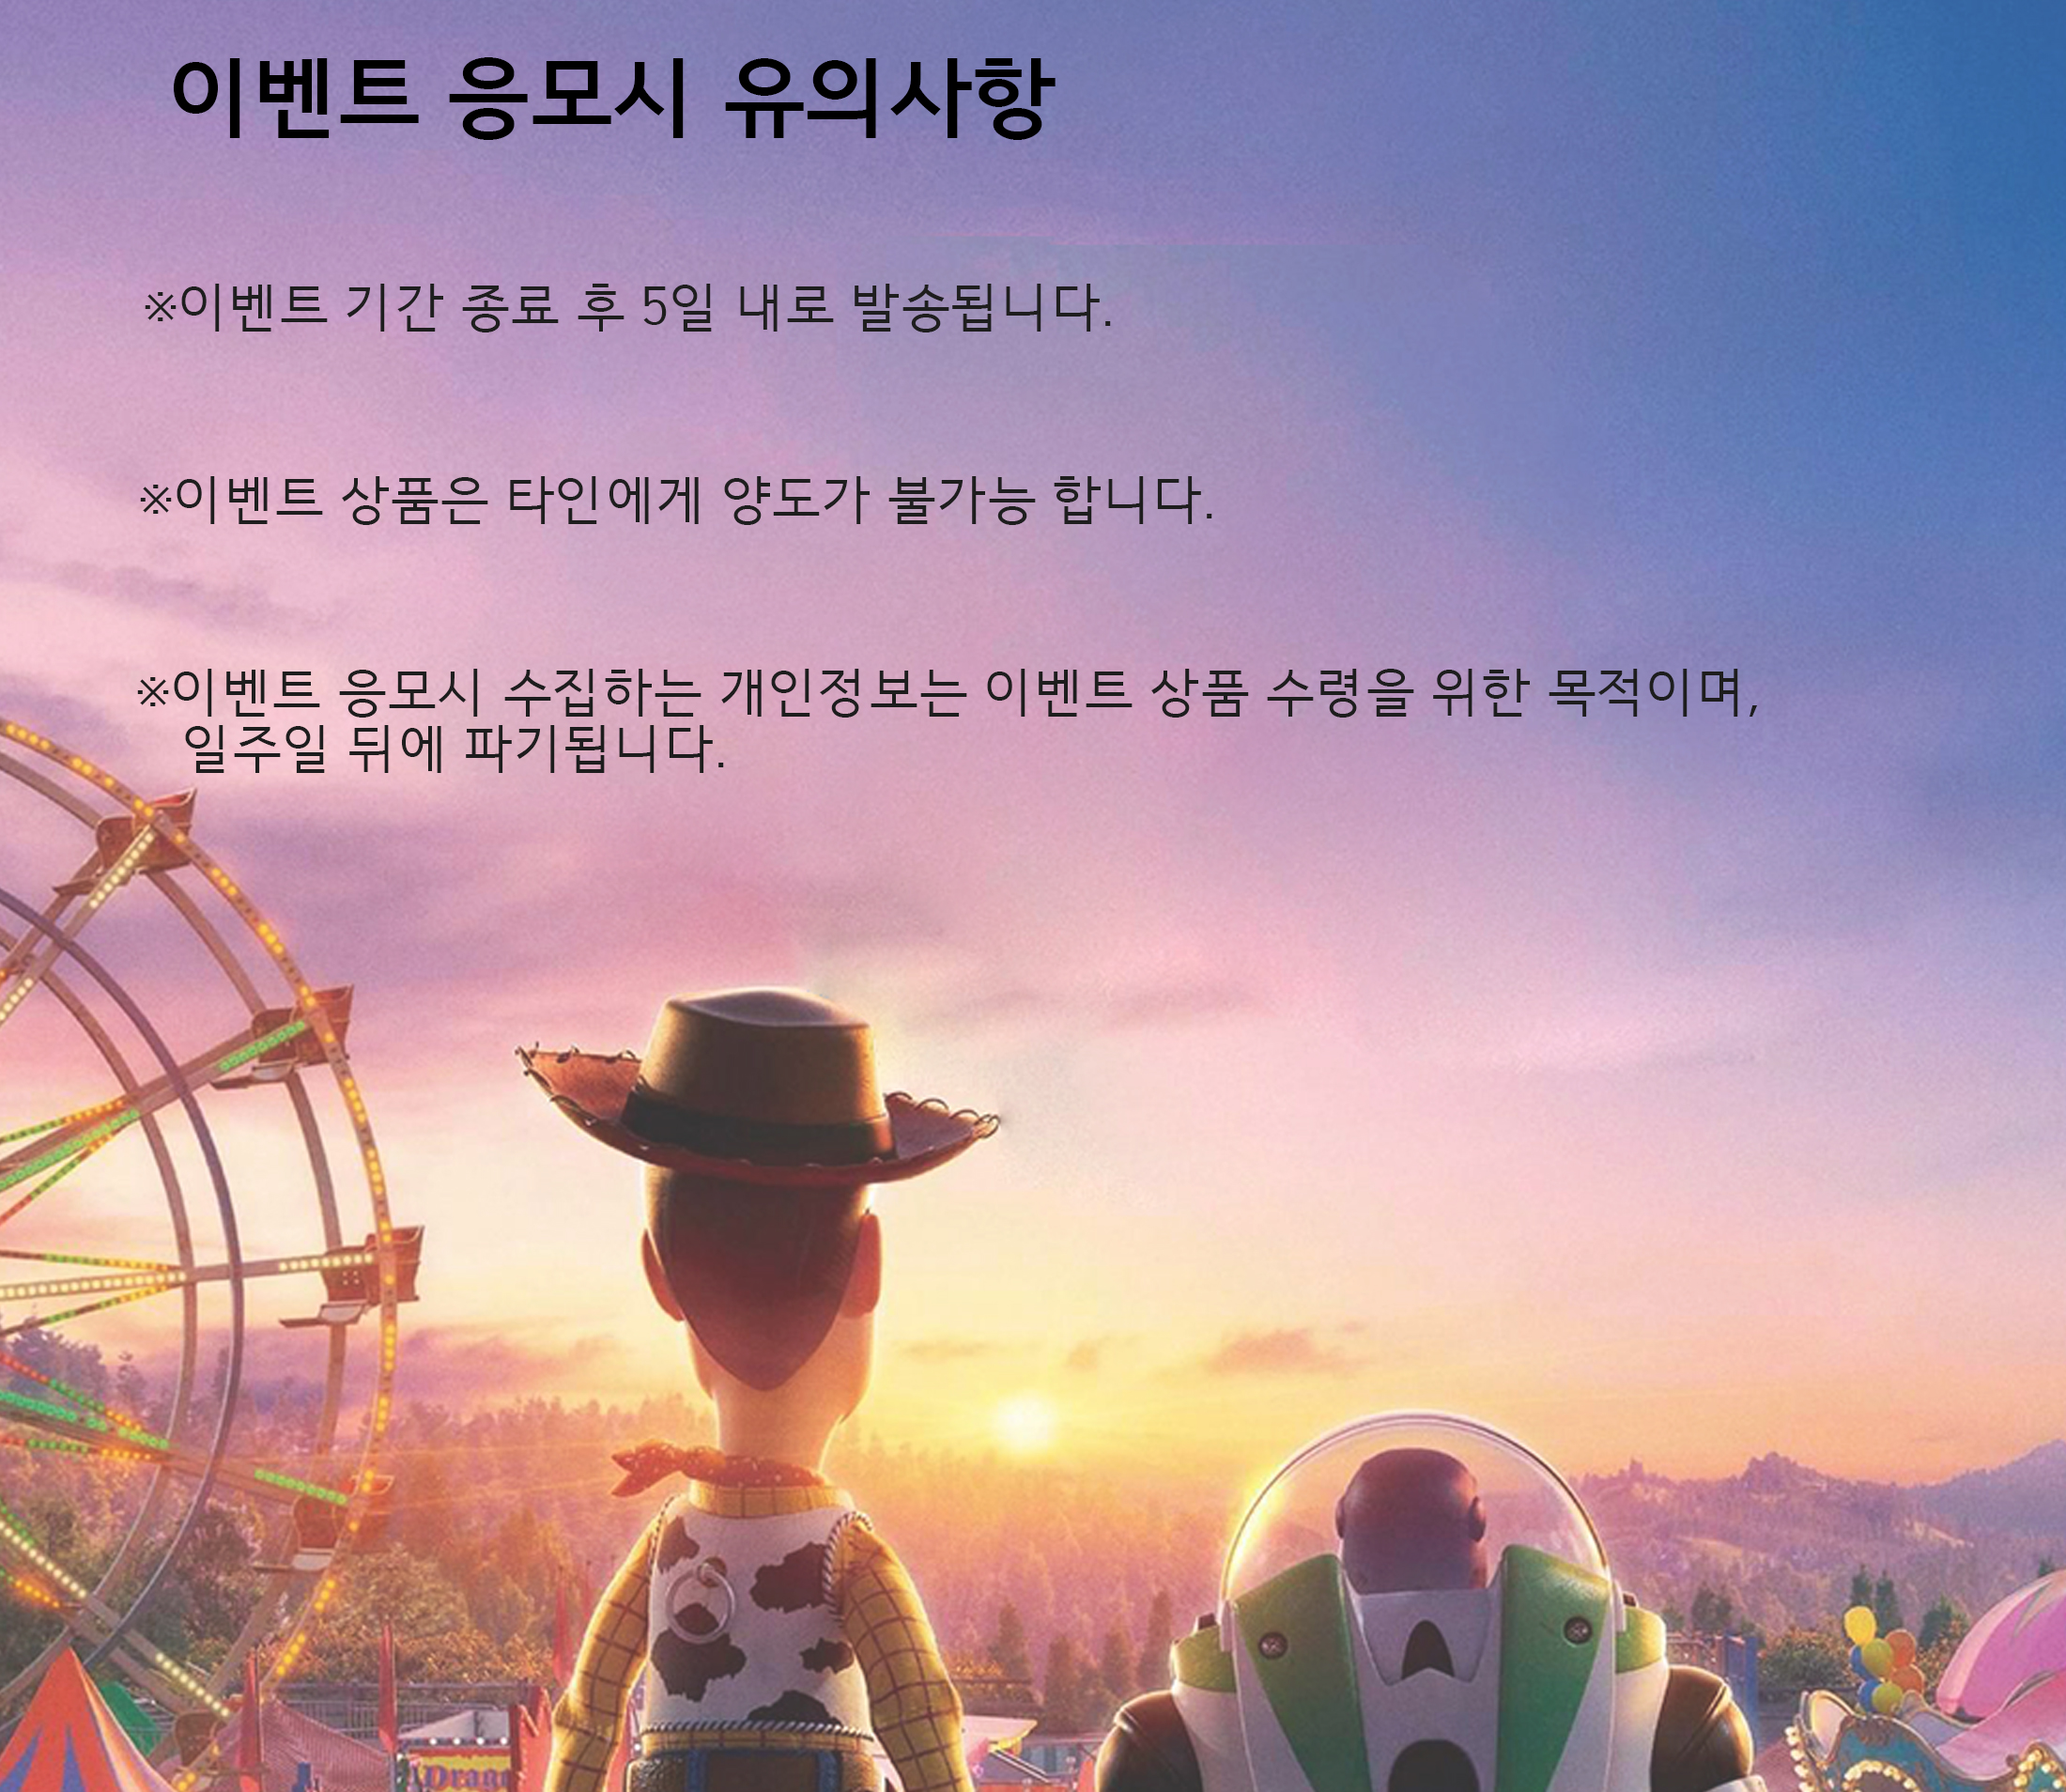 이벤트 응모시 유의사항
※이벤트 기간 종료 후 5일 내로 발송됩니다.
※이벤트 상품은 타인에게 양도가 불가능 합니다.
※이벤트 응모시 수집하는 개인정보는 이벤트 상품 수령을 위한 목적이며,
일주일 뒤에 파기됩니다.